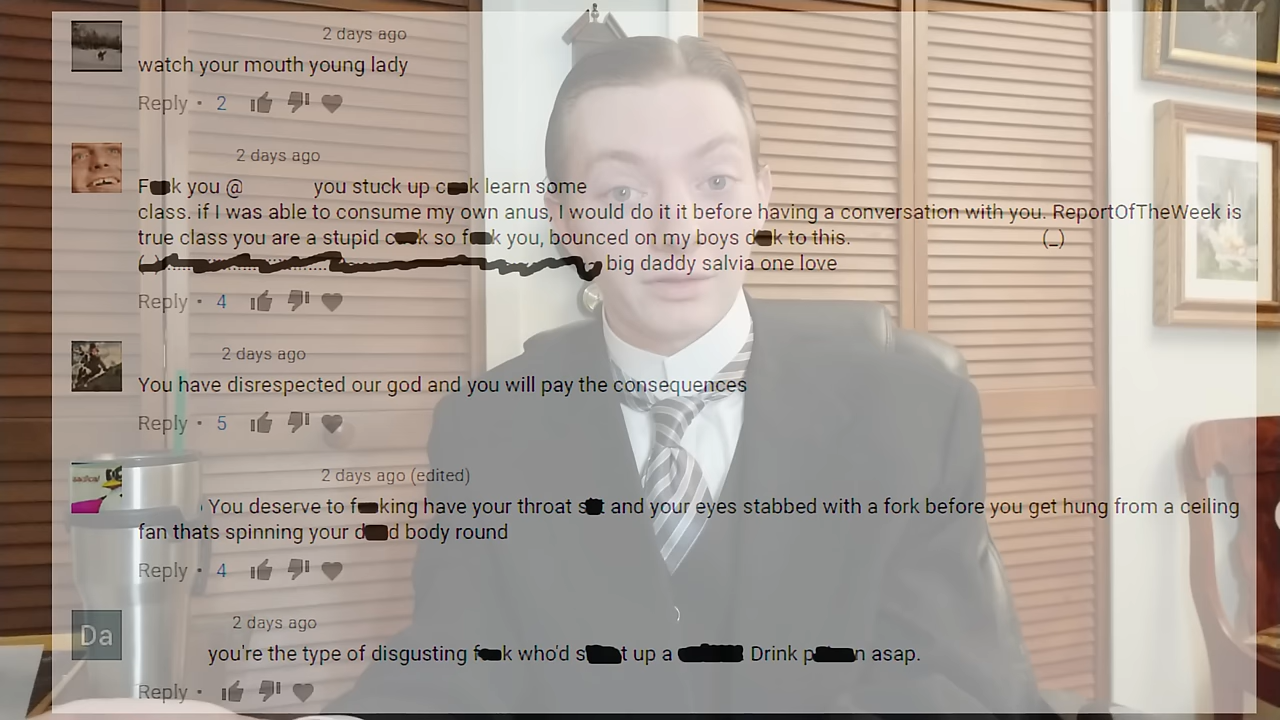 2 days ago
watch your mouth young lady
Reply • 2
2 days ago
F k you @ you stuck up c k learn some
class. if I was able to consume my own anus, I would do it it before having a conversation with you. ReportOfTheWeek is
true class you are a stupid c k so f k you, bounced on my boys d k to this. (_)
big daddy salvia one love
Reply • 4
2 days ago
You have disrespected our god and you will pay the consequences
Reply • 5
2 days ago (edited)
You deserve to f king have your throat s t and your eyes stabbed with a fork before you get hung from a ceiling
fan thats spinning your d d body round
Reply • 4
Da
2 days ago
you're the type of disgusting f k who'd s t up a Drink p n asap.
Reply •